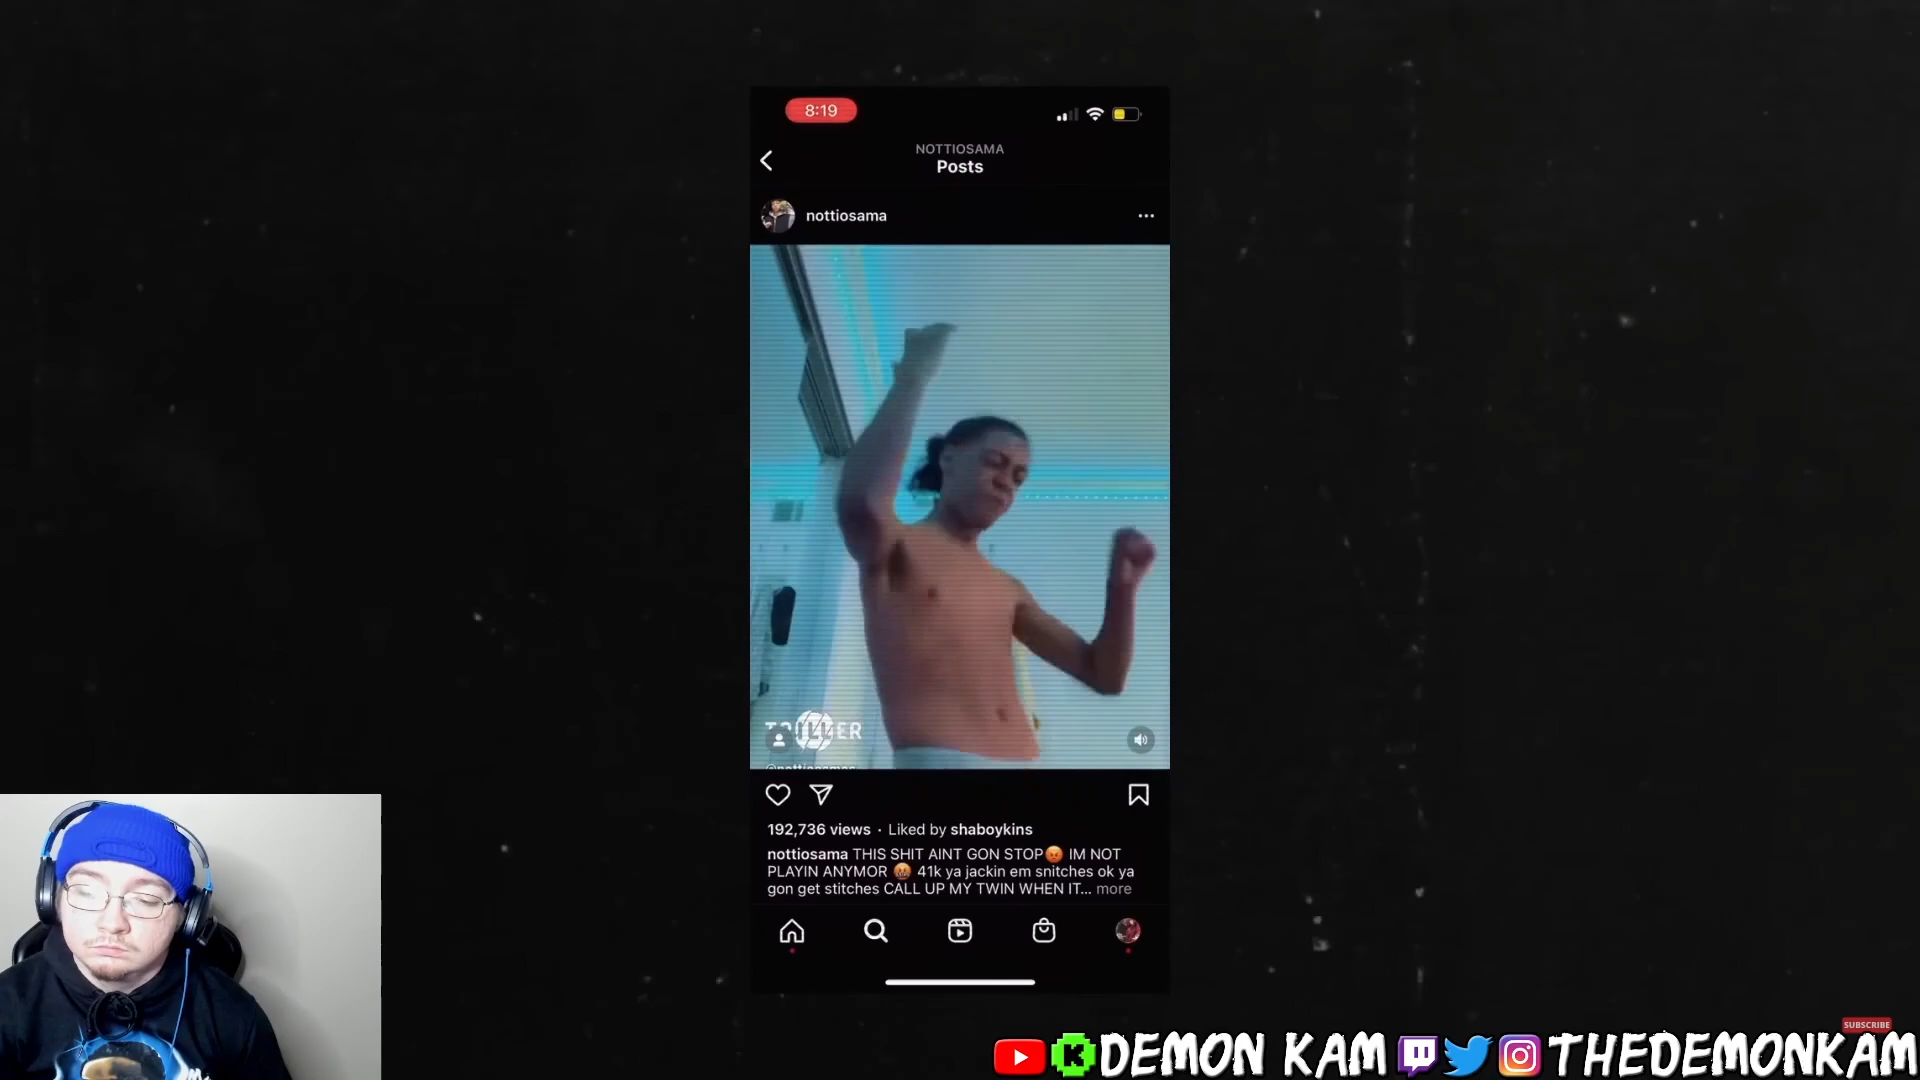 8:19
NOTTIOSAMA
Posts
nottiosama
TRILLER
192,736 views · Liked by shaboykins
nottiosama THIS SHIT AINT GON STOP😡 IM NOT
PLAYIN ANYMOR 🤬 41k ya jackin em snitches ok ya
gon get stitches CALL UP MY TWIN WHEN IT... more
SUBSCRIBE
DEMON KAM THEDEMONKAM